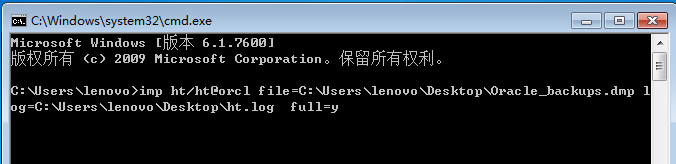 C:\Windows\system32\cmd.exe
Microsoft Windows [版本 6.1.7600]
版权所有 (c) 2009 Microsoft Corporation。保留所有权利。
C:\Users\lenovo>imp ht/ht@orcl file=C:\Users\lenovo\Desktop\Oracle_backups.dmp l
og=C:\Users\lenovo\Desktop\ht.log  full=y